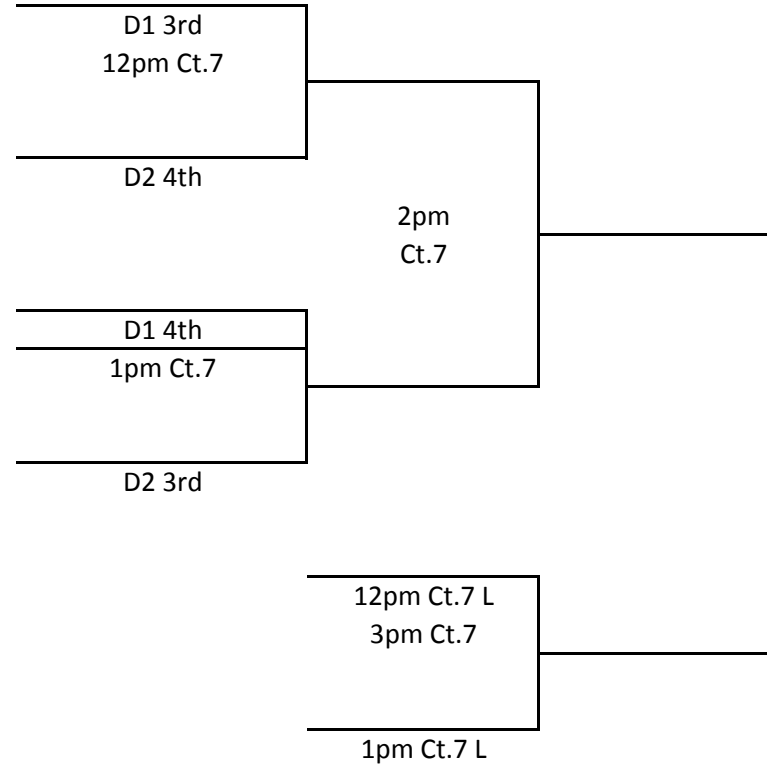 D1 3rd
12pm Ct.7
D2 4th
2pm
Ct.7
D1 4th
1pm Ct.7
D2 3rd
12pm Ct.7 L
3pm Ct.7
1pm Ct.7 L